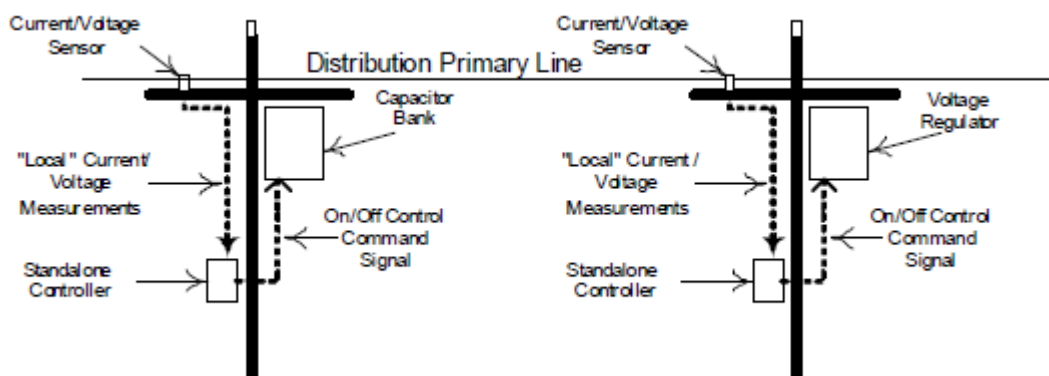 Current/Voltage
Sensor
Distribution Primary Line
Capacitor
Bank
"Local" Current/
Voltage
Measurements
On/Off Control
Command
Signal
Standalone
Controller
Current/Voltage
Sensor
Voltage
Regulator
"Local" Current /
Voltage
Measurements
On/Off Control
Command
Signal
Standalone
Controller